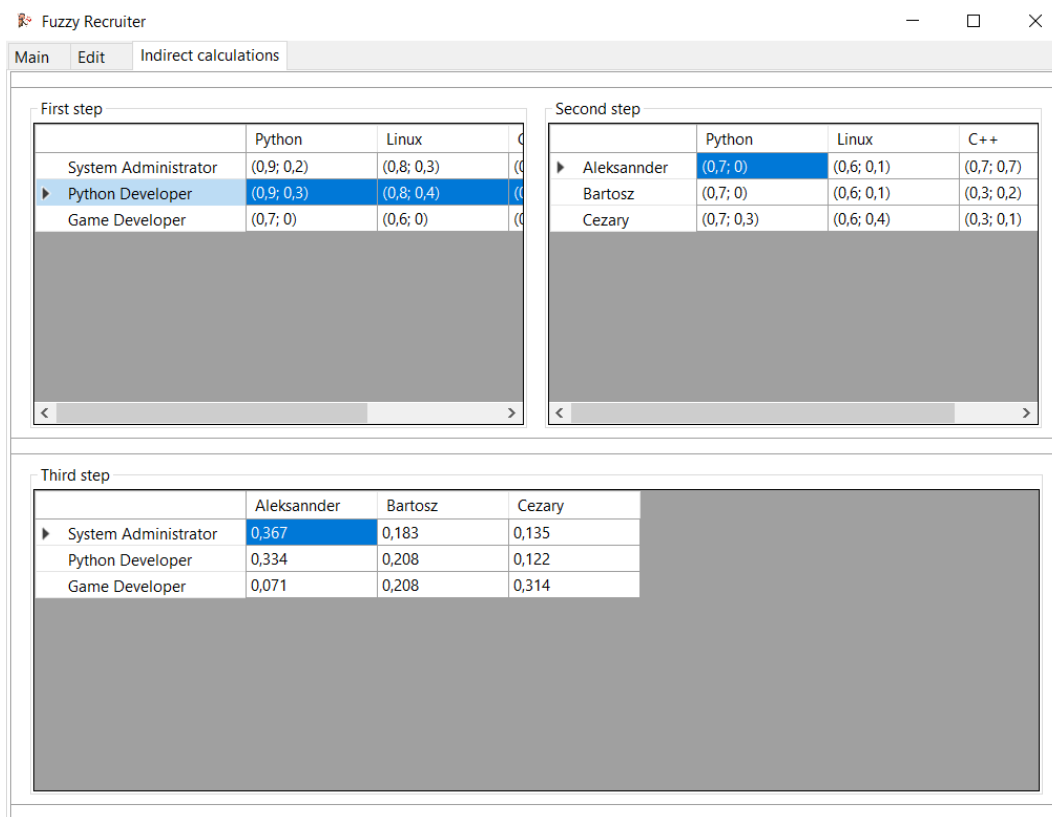 Fuzzy Recruiter
Main Edit Indirect calculations
First step
Python Linux
System Administrator (0,9; 0,2) (0,8; 0,3)
Python Developer (0,9; 0,3) (0,8; 0,4)
Game Developer (0,7; 0) (0,6; 0)
Second step
Python Linux C++
Aleksannder (0,7; 0) (0,6; 0,1) (0,7; 0,7)
Bartosz (0,7; 0) (0,6; 0,1) (0,3; 0,2)
Cezary (0,7; 0,3) (0,6; 0,4) (0,3; 0,1)
Third step
Aleksannder Bartosz Cezary
System Administrator 0,367 0,183 0,135
Python Developer 0,334 0,208 0,122
Game Developer 0,071 0,208 0,314